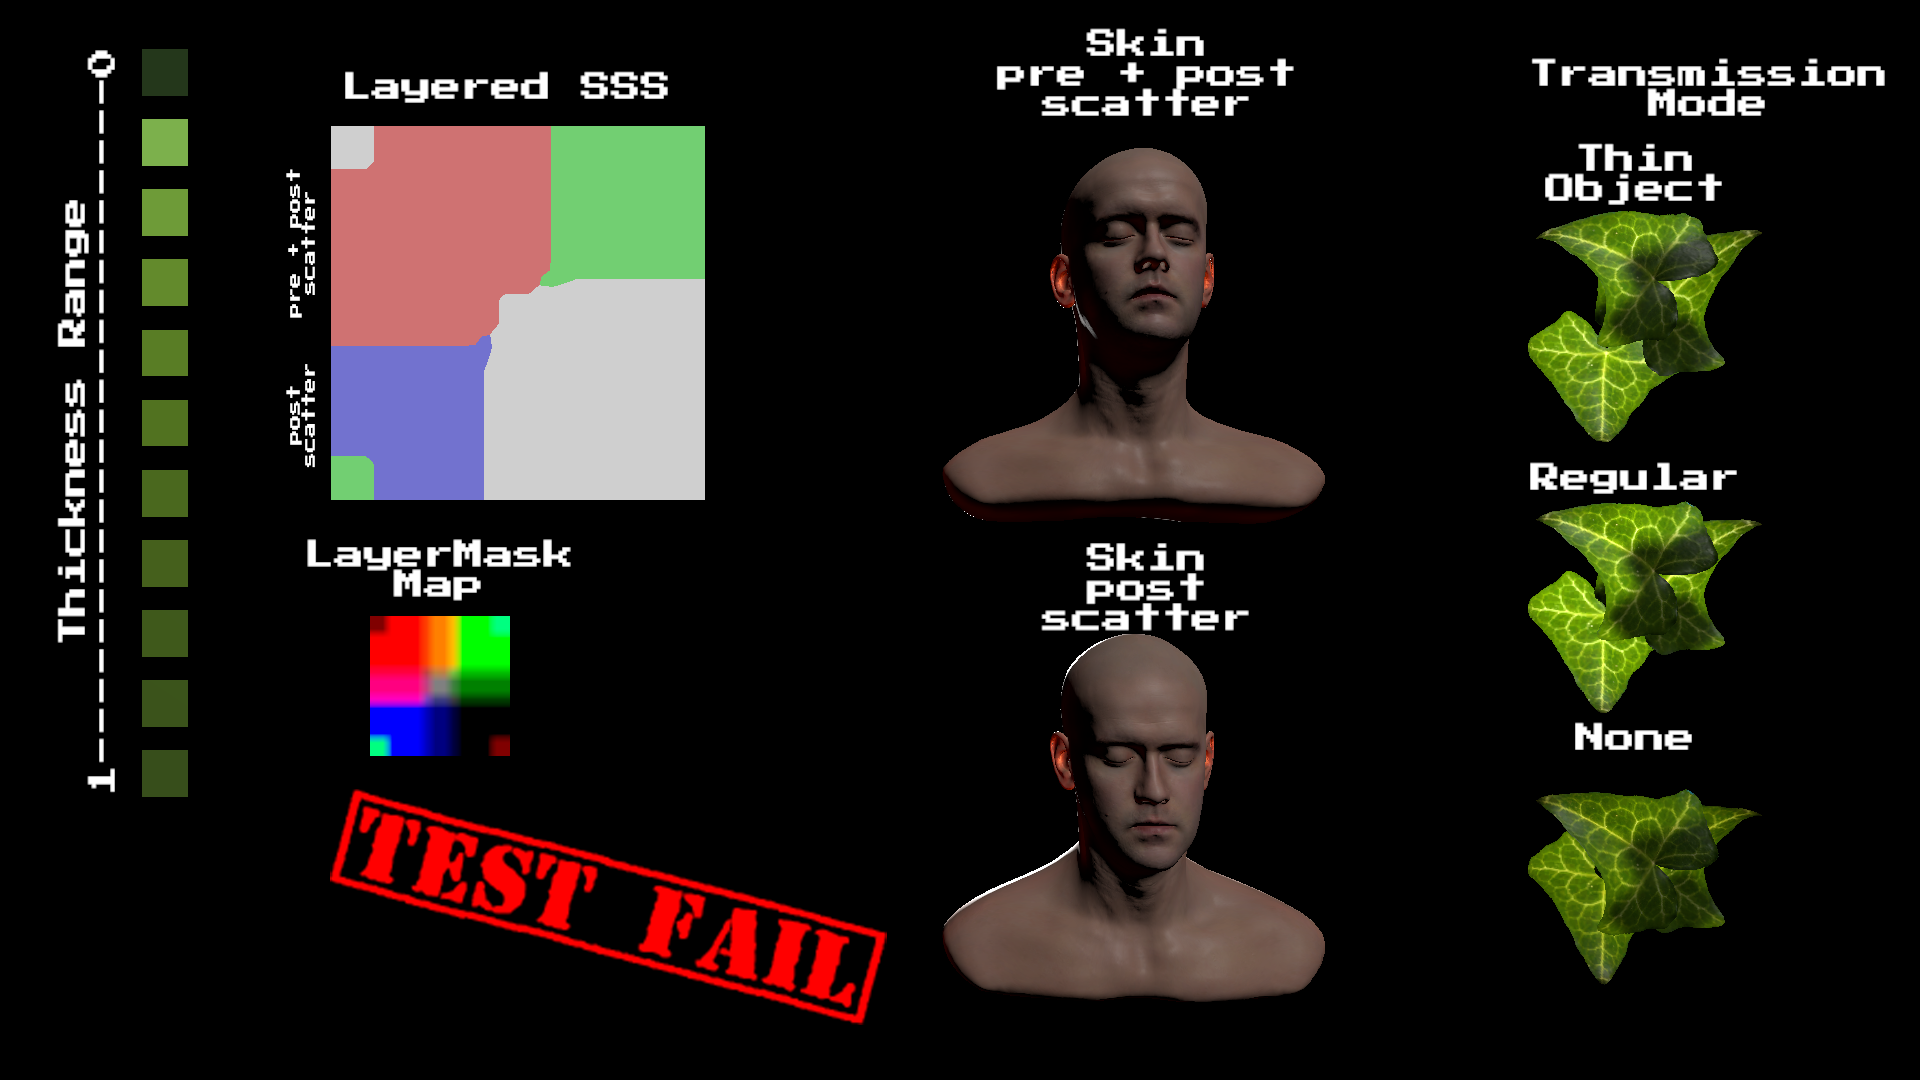 0
Thickness Range
1
Layered SSS
pre + post
scatter
post
scatter
LayerMask
Map
TEST FAIL
Skin
pre + post
scatter
Skin
post
scatter
Transmission
Mode
Thin
Object
Regular
None